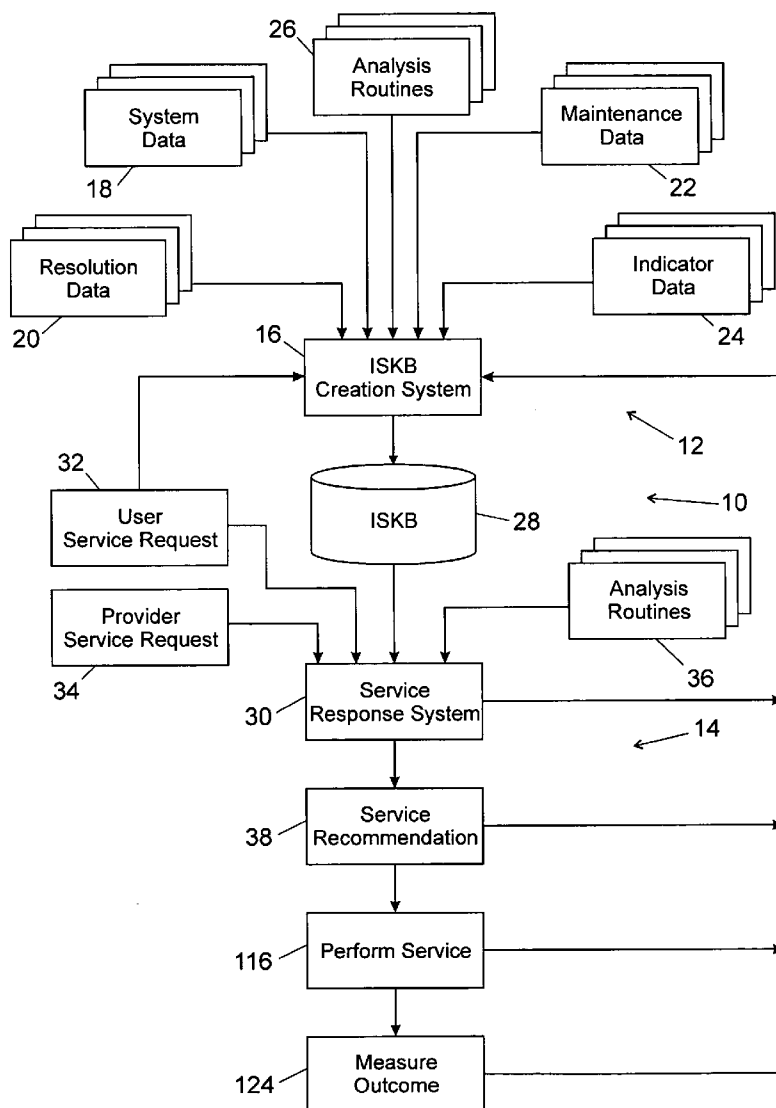 26
Analysis
Routines
System
Data
18
Maintenance
Data
22
Resolution
Data
20
Indicator
Data
24
16
ISKB
Creation System
12
32
User
Service Request
ISKB
28
10
Provider
Service Request
34
Analysis
Routines
36
30
Service
Response System
14
38
Service
Recommendation
116
Perform Service
124
Measure
Outcome